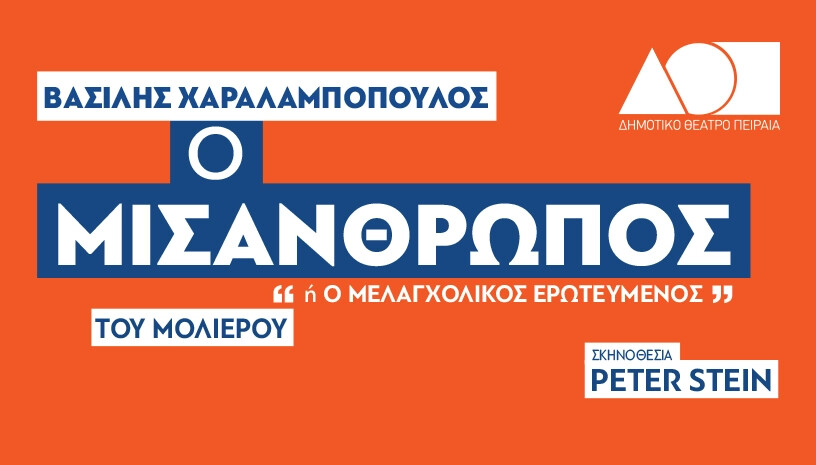 ΒΑΣΙΛΗΣ ΧΑΡΑΛΑΜΠΟΠΟΥΛΟΣ
ΔΗΜΟΤΙΚΟ ΘΕΑΤΡΟ ΠΕΙΡΑΙΑ
Ο
ΜΙΣΑΝΘΡΩΠΟΣ
“ ή Ο ΜΕΛΑΓΧΟΛΙΚΟΣ ΕΡΩΤΕΥΜΕΝΟΣ ”
ΤΟΥ ΜΟΛΙΕΡΟΥ
ΣΚΗΝΟΘΕΣΙΑ
PETER STEIN